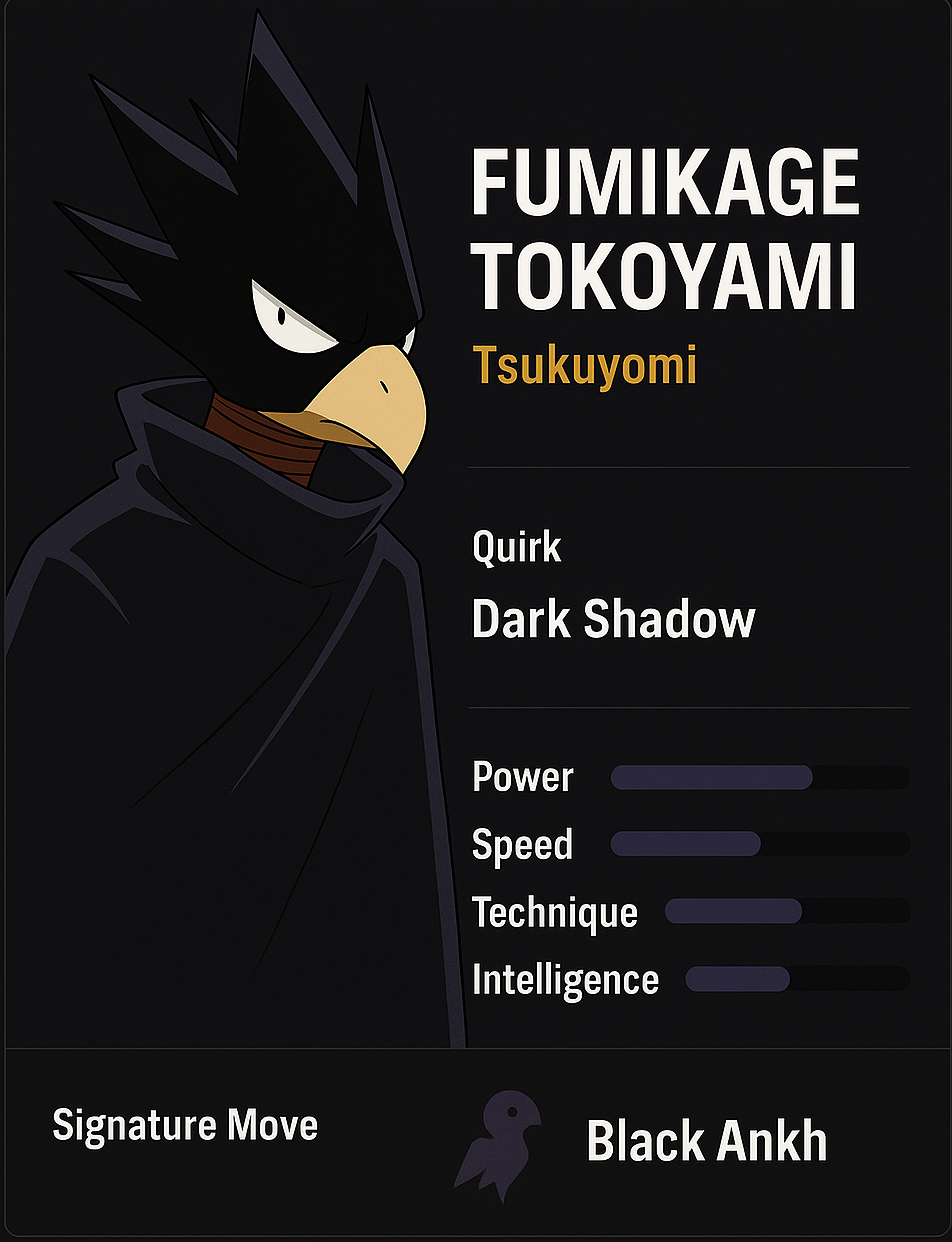 FUMIKAGE
TOKOYAMI
Tsukuyomi
Quirk
Dark Shadow
Power
Speed
Technique
Intelligence
Signature Move
Black Ankh